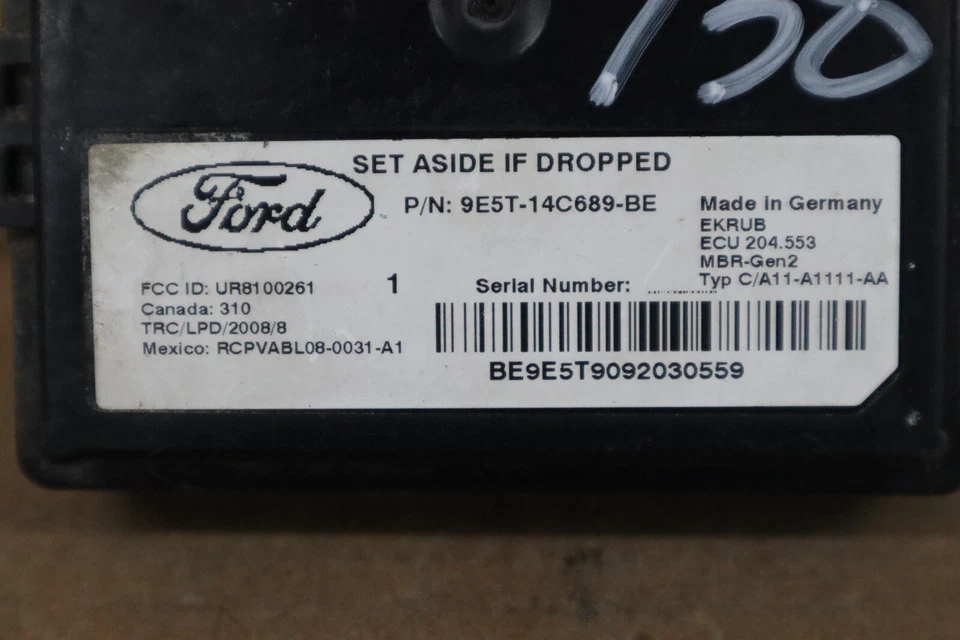 150
SET ASIDE IF DROPPED
Ford
P/N: 9E5T-14C689-BE
Made in Germany
EKRUB
ECU 204.553
MBR-Gen2
Typ C/A11-A1111-AA
FCC ID: UR8100261
1
Serial Number:
Canada: 310
TRC/LPD/2008/8
Mexico: RCPVABL08-0031-A1
BE9E5T9092030559